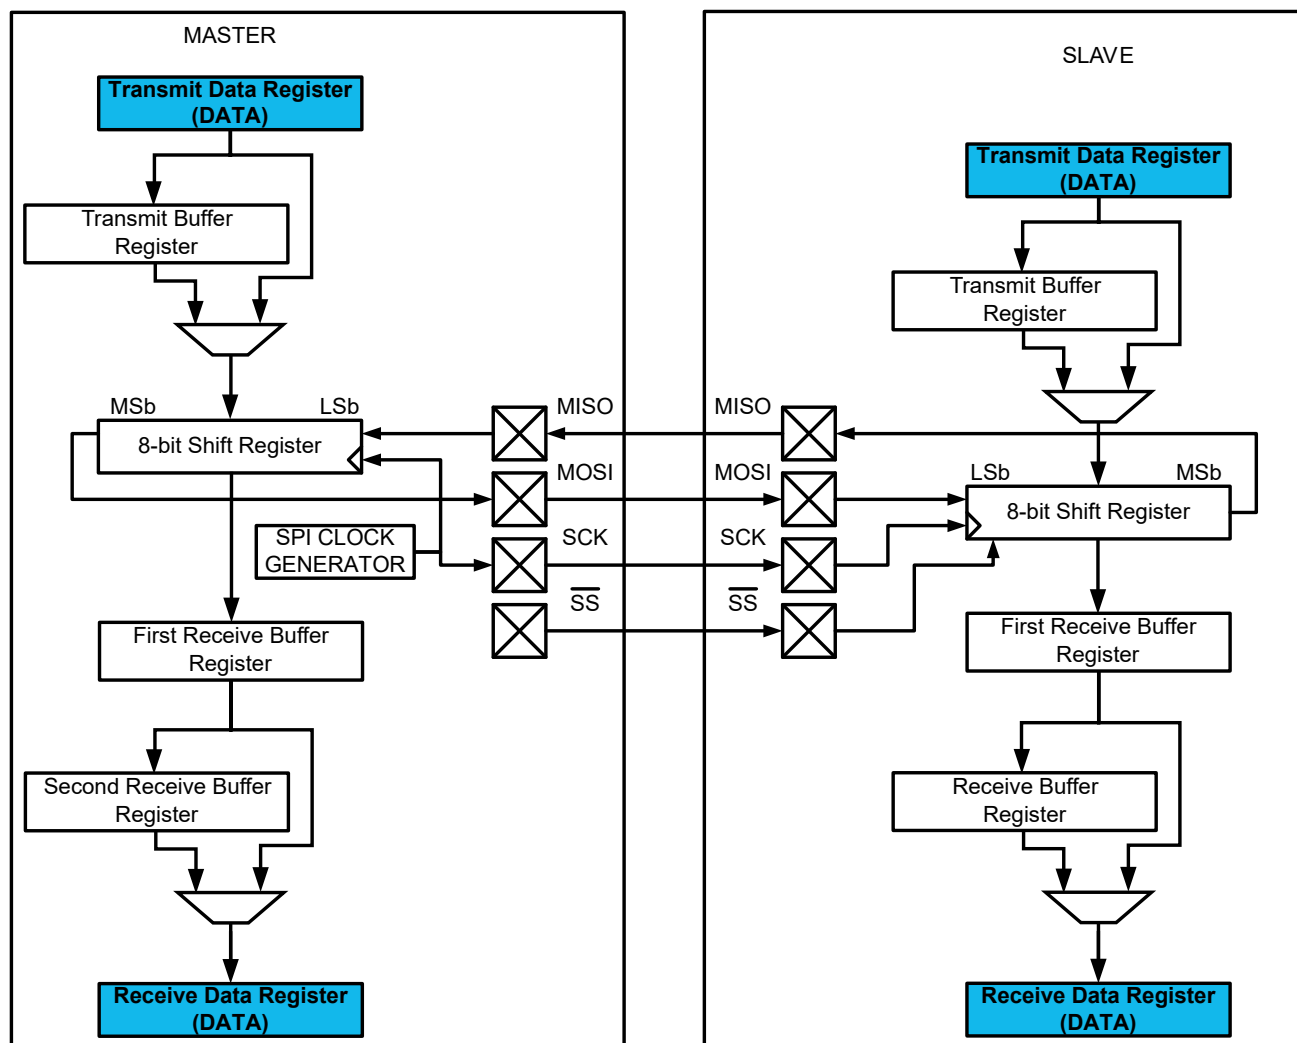 MASTER
Transmit Data Register
(DATA)
Transmit Buffer
Register
MSb
LSb
8-bit Shift Register
SPI CLOCK
GENERATOR
First Receive Buffer
Register
Second Receive Buffer
Register
Receive Data Register
(DATA)
MISO
MOSI
SCK
SS
MISO
MOSI
SCK
SS
SLAVE
Transmit Data Register
(DATA)
Transmit Buffer
Register
LSb
MSb
8-bit Shift Register
First Receive Buffer
Register
Receive Buffer
Register
Receive Data Register
(DATA)